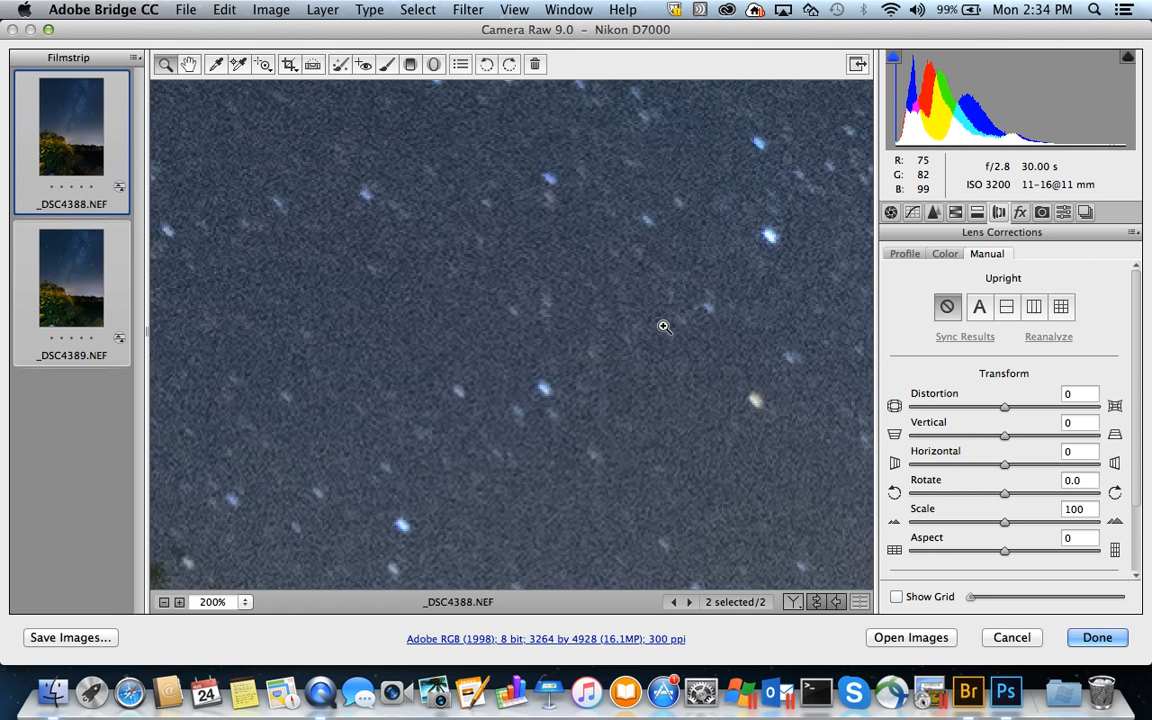 Adobe Bridge CC File Edit Image Stacks Label Type Select Filter View Window Help 99% Mon 2:34 PM
Camera Raw 9.0 – Nikon D7000
Filmstrip
_DSC4388.NEF
_DSC4389.NEF
R: 75
G: 82
B: 99
f/2.8 30.00 s
ISO 3200 11-16@11 mm
fx
Lens Corrections
Profile Color Manual
Upright
A
Sync Results Reanalyze
Transform
Distortion 0
Vertical 0
Horizontal 0
Rotate 0.0
Scale 100
Aspect 0
Show Grid
200% _DSC4388.NEF 2 selected/2 Y
Save Images... Adobe RGB (1998); 8 bit; 3264 by 4928 (16.1MP); 300 ppi Open Images Cancel Done
24 1 Br Ps